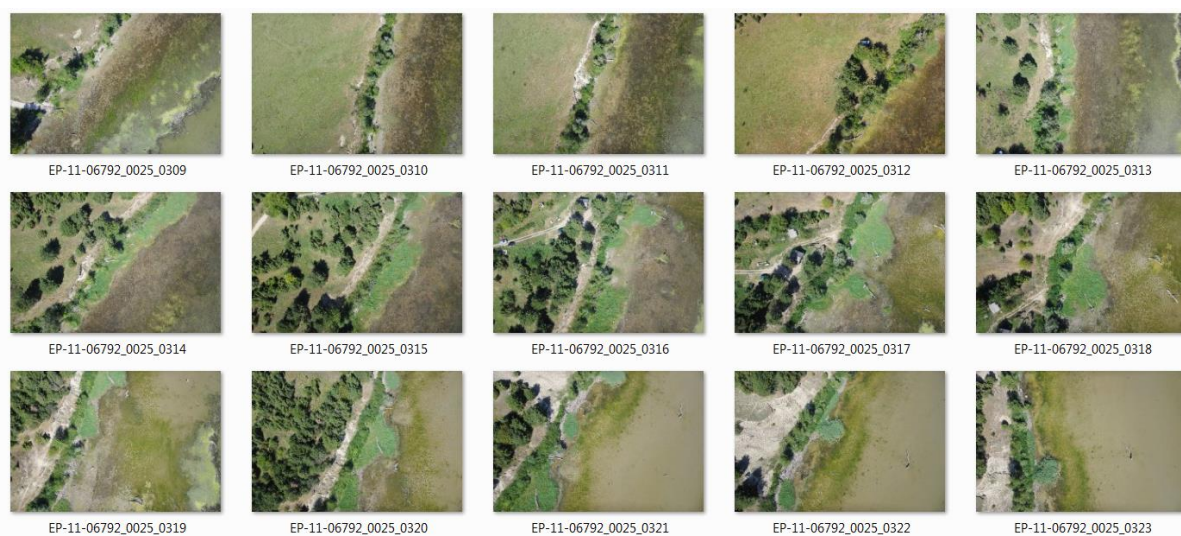 EP-11-06792_0025_0309
EP-11-06792_0025_0310
EP-11-06792_0025_0311
EP-11-06792_0025_0312
EP-11-06792_0025_0313
EP-11-06792_0025_0314
EP-11-06792_0025_0315
EP-11-06792_0025_0316
EP-11-06792_0025_0317
EP-11-06792_0025_0318
EP-11-06792_0025_0319
EP-11-06792_0025_0320
EP-11-06792_0025_0321
EP-11-06792_0025_0322
EP-11-06792_0025_0323